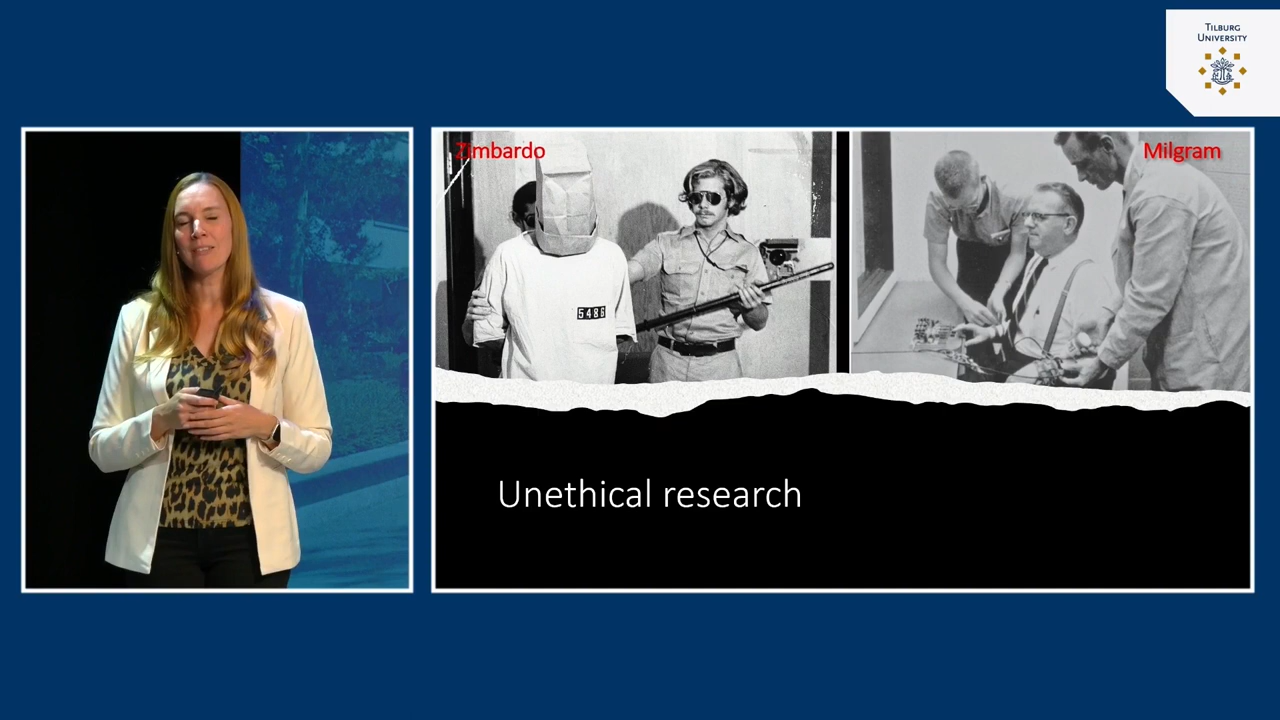 TILBURG
UNIVERSITY
Zimbardo
Milgram
5486
Unethical research